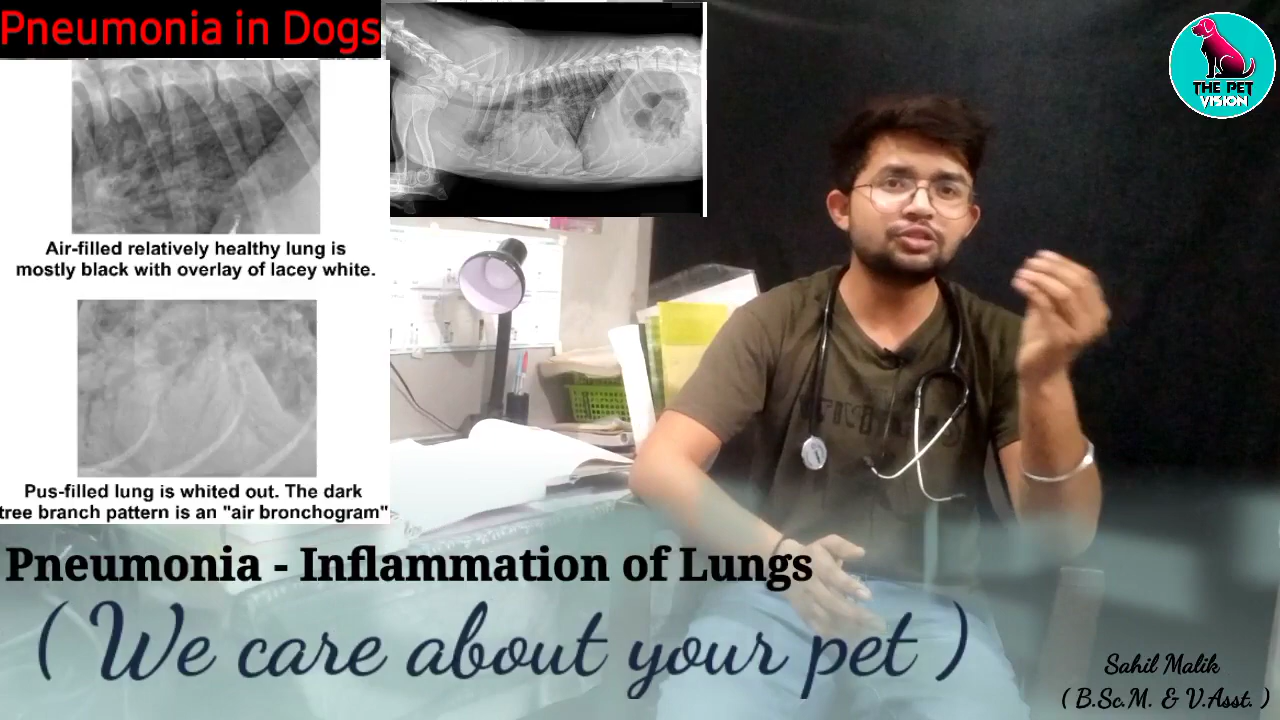 Pneumonia in Dogs
THE PET
VISION
Air-filled relatively healthy lung is
mostly black with overlay of lacey white.
Pus-filled lung is whited out. The dark
tree branch pattern is an "air bronchogram"
Pneumonia - Inflammation of Lungs
( We care about your pet )
Sahil Malik
( B.Sc.M. & V.Asst. )